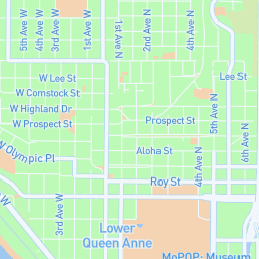 5th Ave W
4th Ave W
3rd Ave W
1st Ave W
1st Ave N
2nd Ave N
4th Ave N
W Lee St
Lee St
W Comstock St
W Highland Dr
W Prospect St
Prospect St
5th Ave N
6th Ave N
W Olympic Pl
Aloha St
4th Ave N
Roy St
3rd Ave W
W
Lower
Queen Anne
MoPOP: Museum